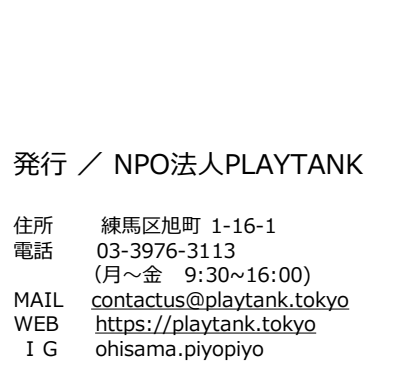 発行 ／ NPO法人PLAYTANK
住所　　練馬区旭町 1-16-1
電話　　03-3976-3113
（月～金　9:30~16:00)
MAIL　contactus@playtank.tokyo
WEB　https://playtank.tokyo
ＩＧ　ohisama.piyopiyo